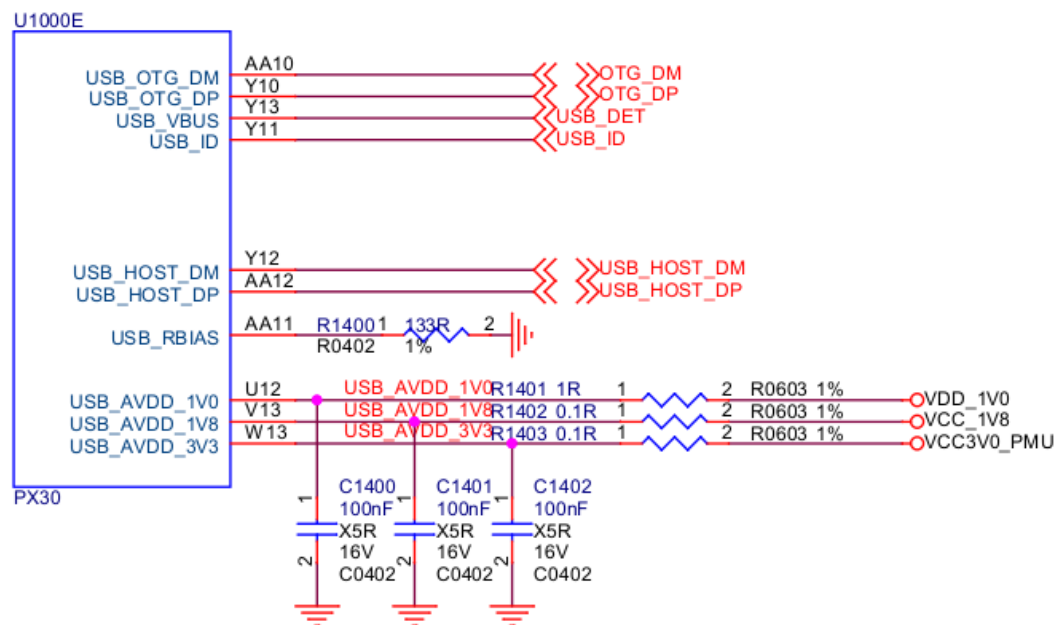 U1000E
USB_OTG_DM AA10 OTG_DM
USB_OTG_DP Y10 OTG_DP
USB_VBUS Y13 USB_DET
USB_ID Y11 USB_ID
USB_HOST_DM Y12 USB_HOST_DM
USB_HOST_DP AA12 USB_HOST_DP
USB_RBIAS AA11 R1400 1 133R 2
R0402 1%
USB_AVDD_1V0 U12 USB_AVDD_1V0 R1401 1R 1 2 R0603 1% VDD_1V0
USB_AVDD_1V8 V13 USB_AVDD_1V8 R1402 0.1R 1 2 R0603 1% VCC_1V8
USB_AVDD_3V3 W13 USB_AVDD_3V3 R1403 0.1R 1 2 R0603 1% VCC3V0_PMU
PX30
1 C1400 1 C1401 1 C1402
100nF 100nF 100nF
X5R X5R X5R
2 16V 2 16V 2 16V
C0402 C0402 C0402